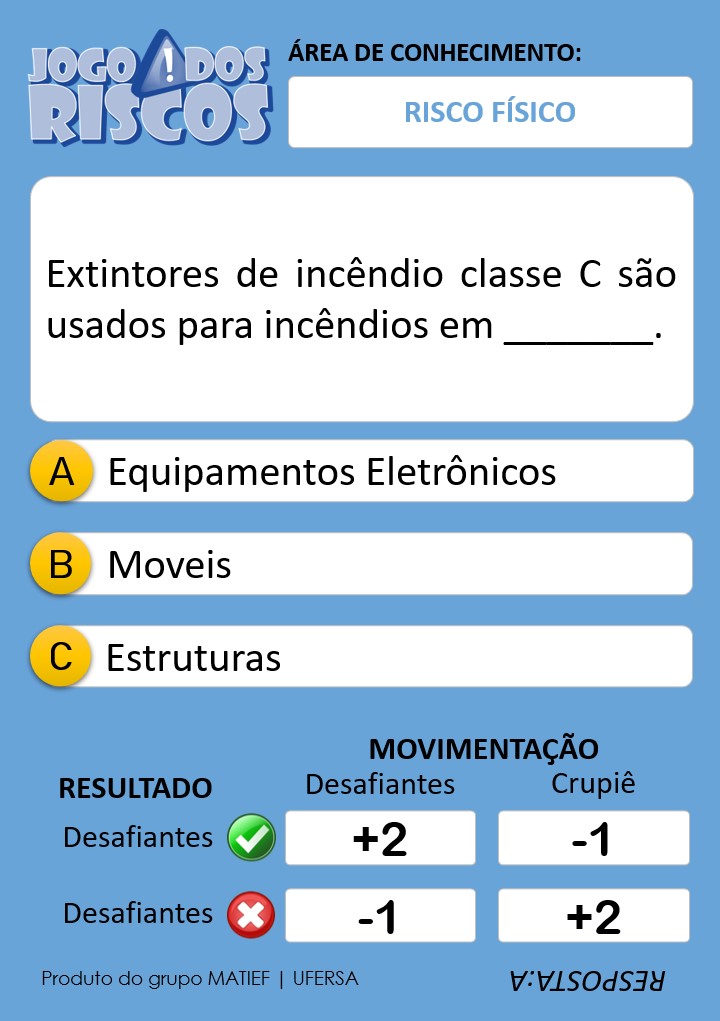 JOGO DOS
RISCOS
ÁREA DE CONHECIMENTO:
RISCO FÍSICO
Extintores de incêndio classe C são
usados para incêndios em _______.
A Equipamentos Eletrônicos
B Moveis
C Estruturas
MOVIMENTAÇÃO
RESULTADO Desafiantes Crupiê
Desafiantes +2 -1
Desafiantes -1 +2
Produto do grupo MATIEF | UFERSA
RESPOSTA:A